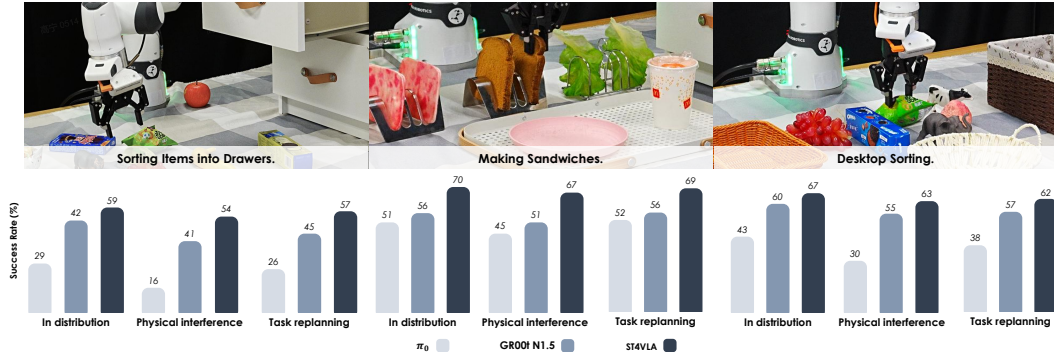 Sorting Items into Drawers.
Making Sandwiches.
Desktop Sorting.
Success Rate (%)
29
42
59
16
41
54
26
45
57
51
56
70
45
51
67
52
56
69
43
60
67
30
55
63
38
57
62
In distribution
Physical interference
Task replanning
In distribution
Physical interference
Task replanning
In distribution
Physical interference
Task replanning
π₀
GR00t N1.5
ST4VLA